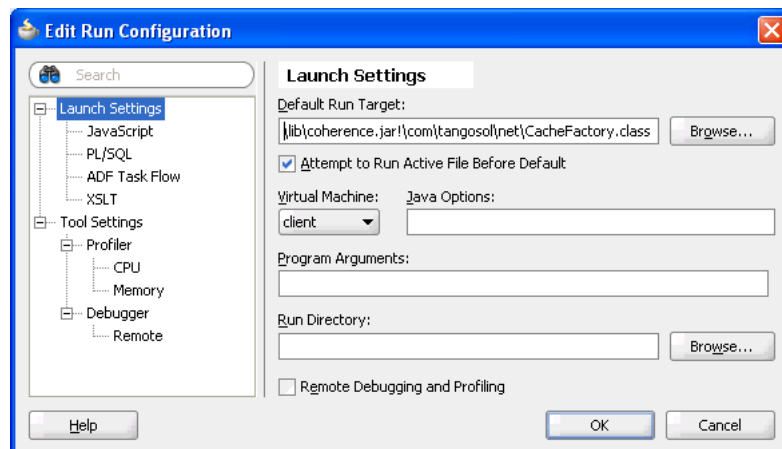 Edit Run Configuration
Search
Launch Settings
JavaScript
PL/SQL
ADF Task Flow
XSLT
Tool Settings
Profiler
CPU
Memory
Debugger
Remote
Launch Settings
Default Run Target:
\lib\coherence.jar!\com\tangosol\net\CacheFactory.class
Browse...
Attempt to Run Active File Before Default
Virtual Machine:
Java Options:
client
Program Arguments:
Run Directory:
Browse...
Remote Debugging and Profiling
Help
OK
Cancel